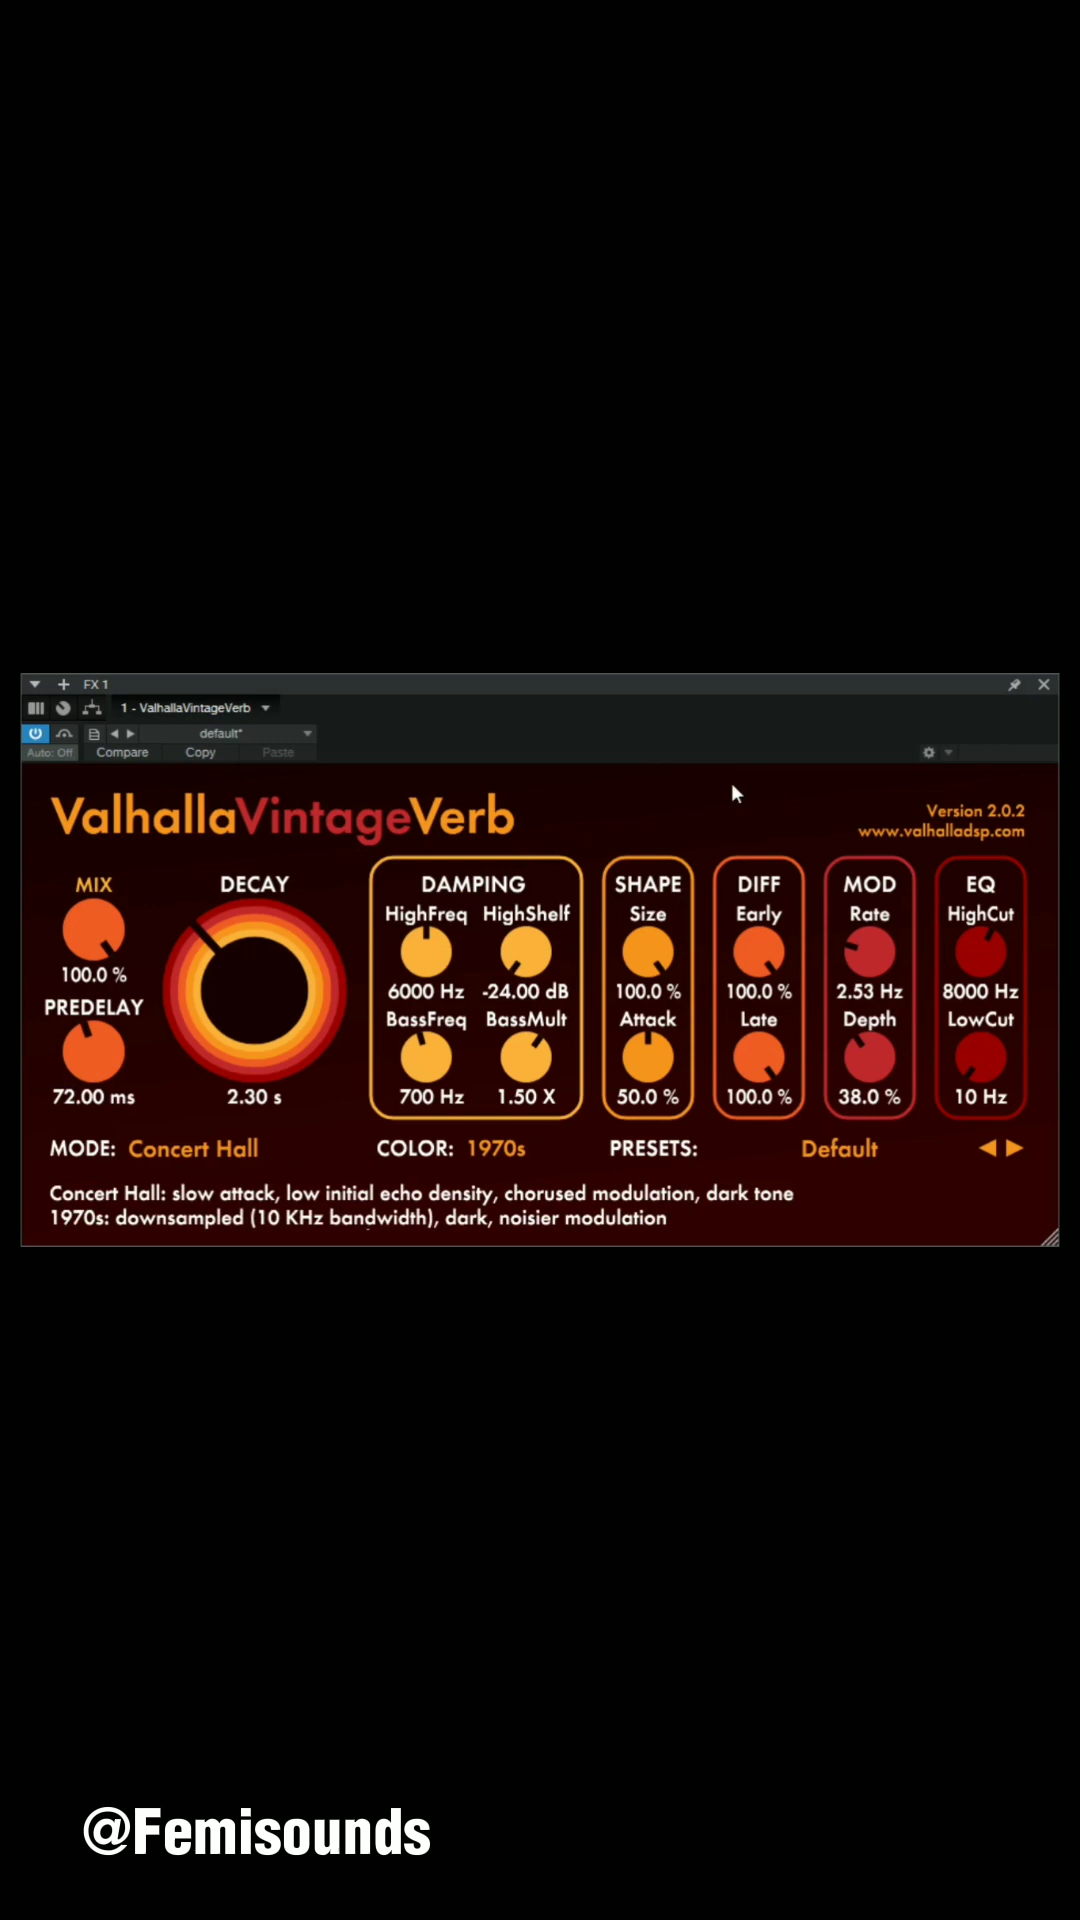 FX 1
1 - ValhallaVintageVerb
default*
Auto: Off Compare Copy Paste
ValhallaVintageVerb
Version 2.0.2
www.valhalladsp.com
MIX
100.0 %
PREDELAY
72.00 ms
DECAY
2.30 s
DAMPING
HighFreq HighShelf
6000 Hz -24.00 dB
BassFreq BassMult
700 Hz 1.50 X
SHAPE
Size
100.0 %
Attack
50.0 %
DIFF
Early
100.0 %
Late
100.0 %
MOD
Rate
2.53 Hz
Depth
38.0 %
EQ
HighCut
8000 Hz
LowCut
10 Hz
MODE: Concert Hall COLOR: 1970s PRESETS: Default
Concert Hall: slow attack, low initial echo density, chorused modulation, dark tone
1970s: downsampled (10 KHz bandwidth), dark, noisier modulation
@Femisounds